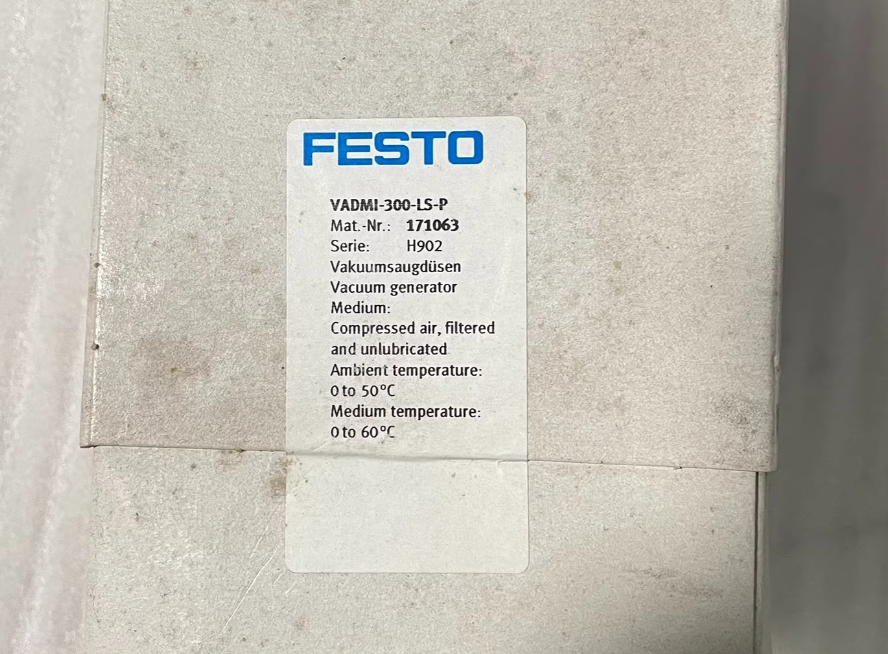 FESTO
VADMI-300-LS-P
Mat.-Nr.: 171063
Serie: H902
Vakuumsaugdüsen
Vacuum generator
Medium:
Compressed air, filtered
and unlubricated
Ambient temperature:
0 to 50°C
Medium temperature:
0 to 60°C